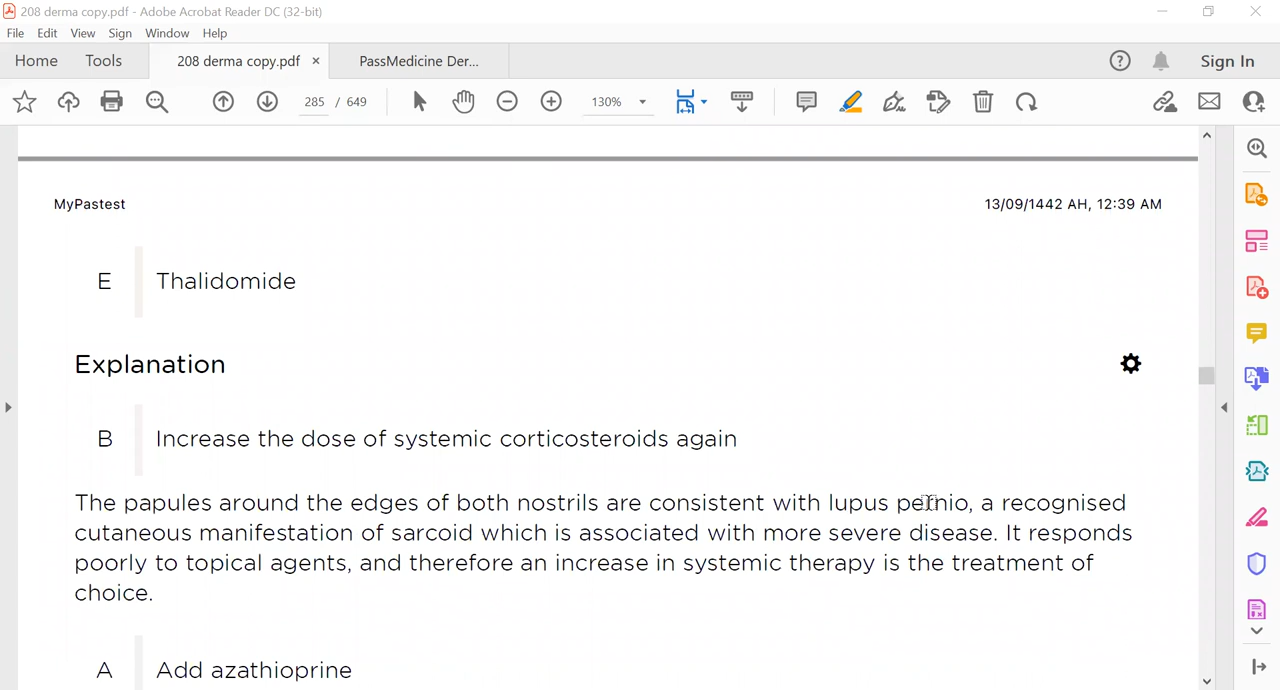 208 derma copy.pdf - Adobe Acrobat Reader DC (32-bit)
File Edit View Sign Window Help
Home Tools 208 derma copy.pdf × PassMedicine Der... Sign In
285 / 649 130%
MyPastest 13/09/1442 AH, 12:39 AM
E Thalidomide
Explanation
B Increase the dose of systemic corticosteroids again
The papules around the edges of both nostrils are consistent with lupus pernio, a recognised
cutaneous manifestation of sarcoid which is associated with more severe disease. It responds
poorly to topical agents, and therefore an increase in systemic therapy is the treatment of
choice.
A Add azathioprine